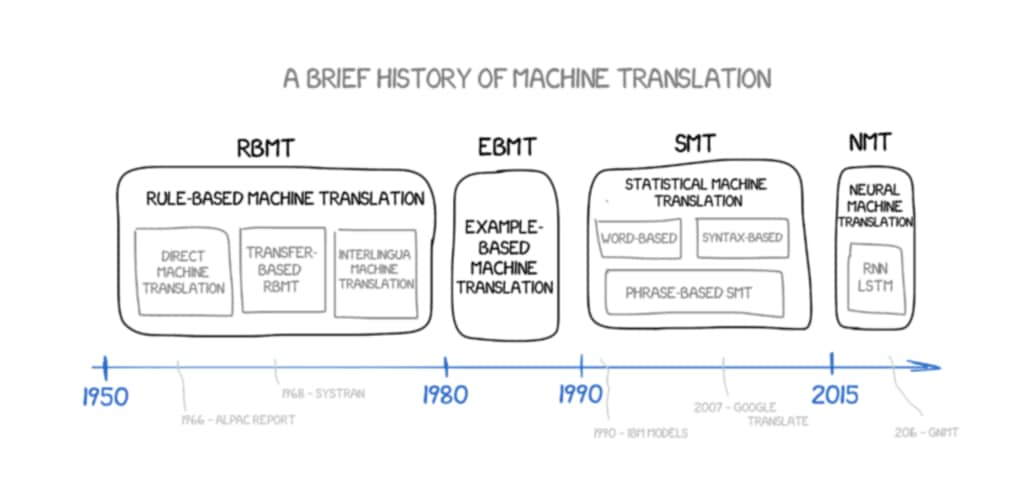 A BRIEF HISTORY OF MACHINE TRANSLATION
RBMT
RULE-BASED MACHINE TRANSLATION
DIRECT
MACHINE
TRANSLATION
TRANSFER-
BASED
RBMT
INTERLINGUA
MACHINE
TRANSLATION
EBMT
EXAMPLE-
BASED
MACHINE
TRANSLATION
SMT
STATISTICAL MACHINE
TRANSLATION
WORD-BASED
SYNTAX-BASED
PHRASE-BASED SMT
NMT
NEURAL
MACHINE
TRANSLATION
RNN
LSTM
1950
1980
1990
2015
1966 - ALPAC REPORT
1968 - SYSTRAN
1990 - IBM MODELS
2007 - GOOGLE
TRANSLATE
2016 - GNMT